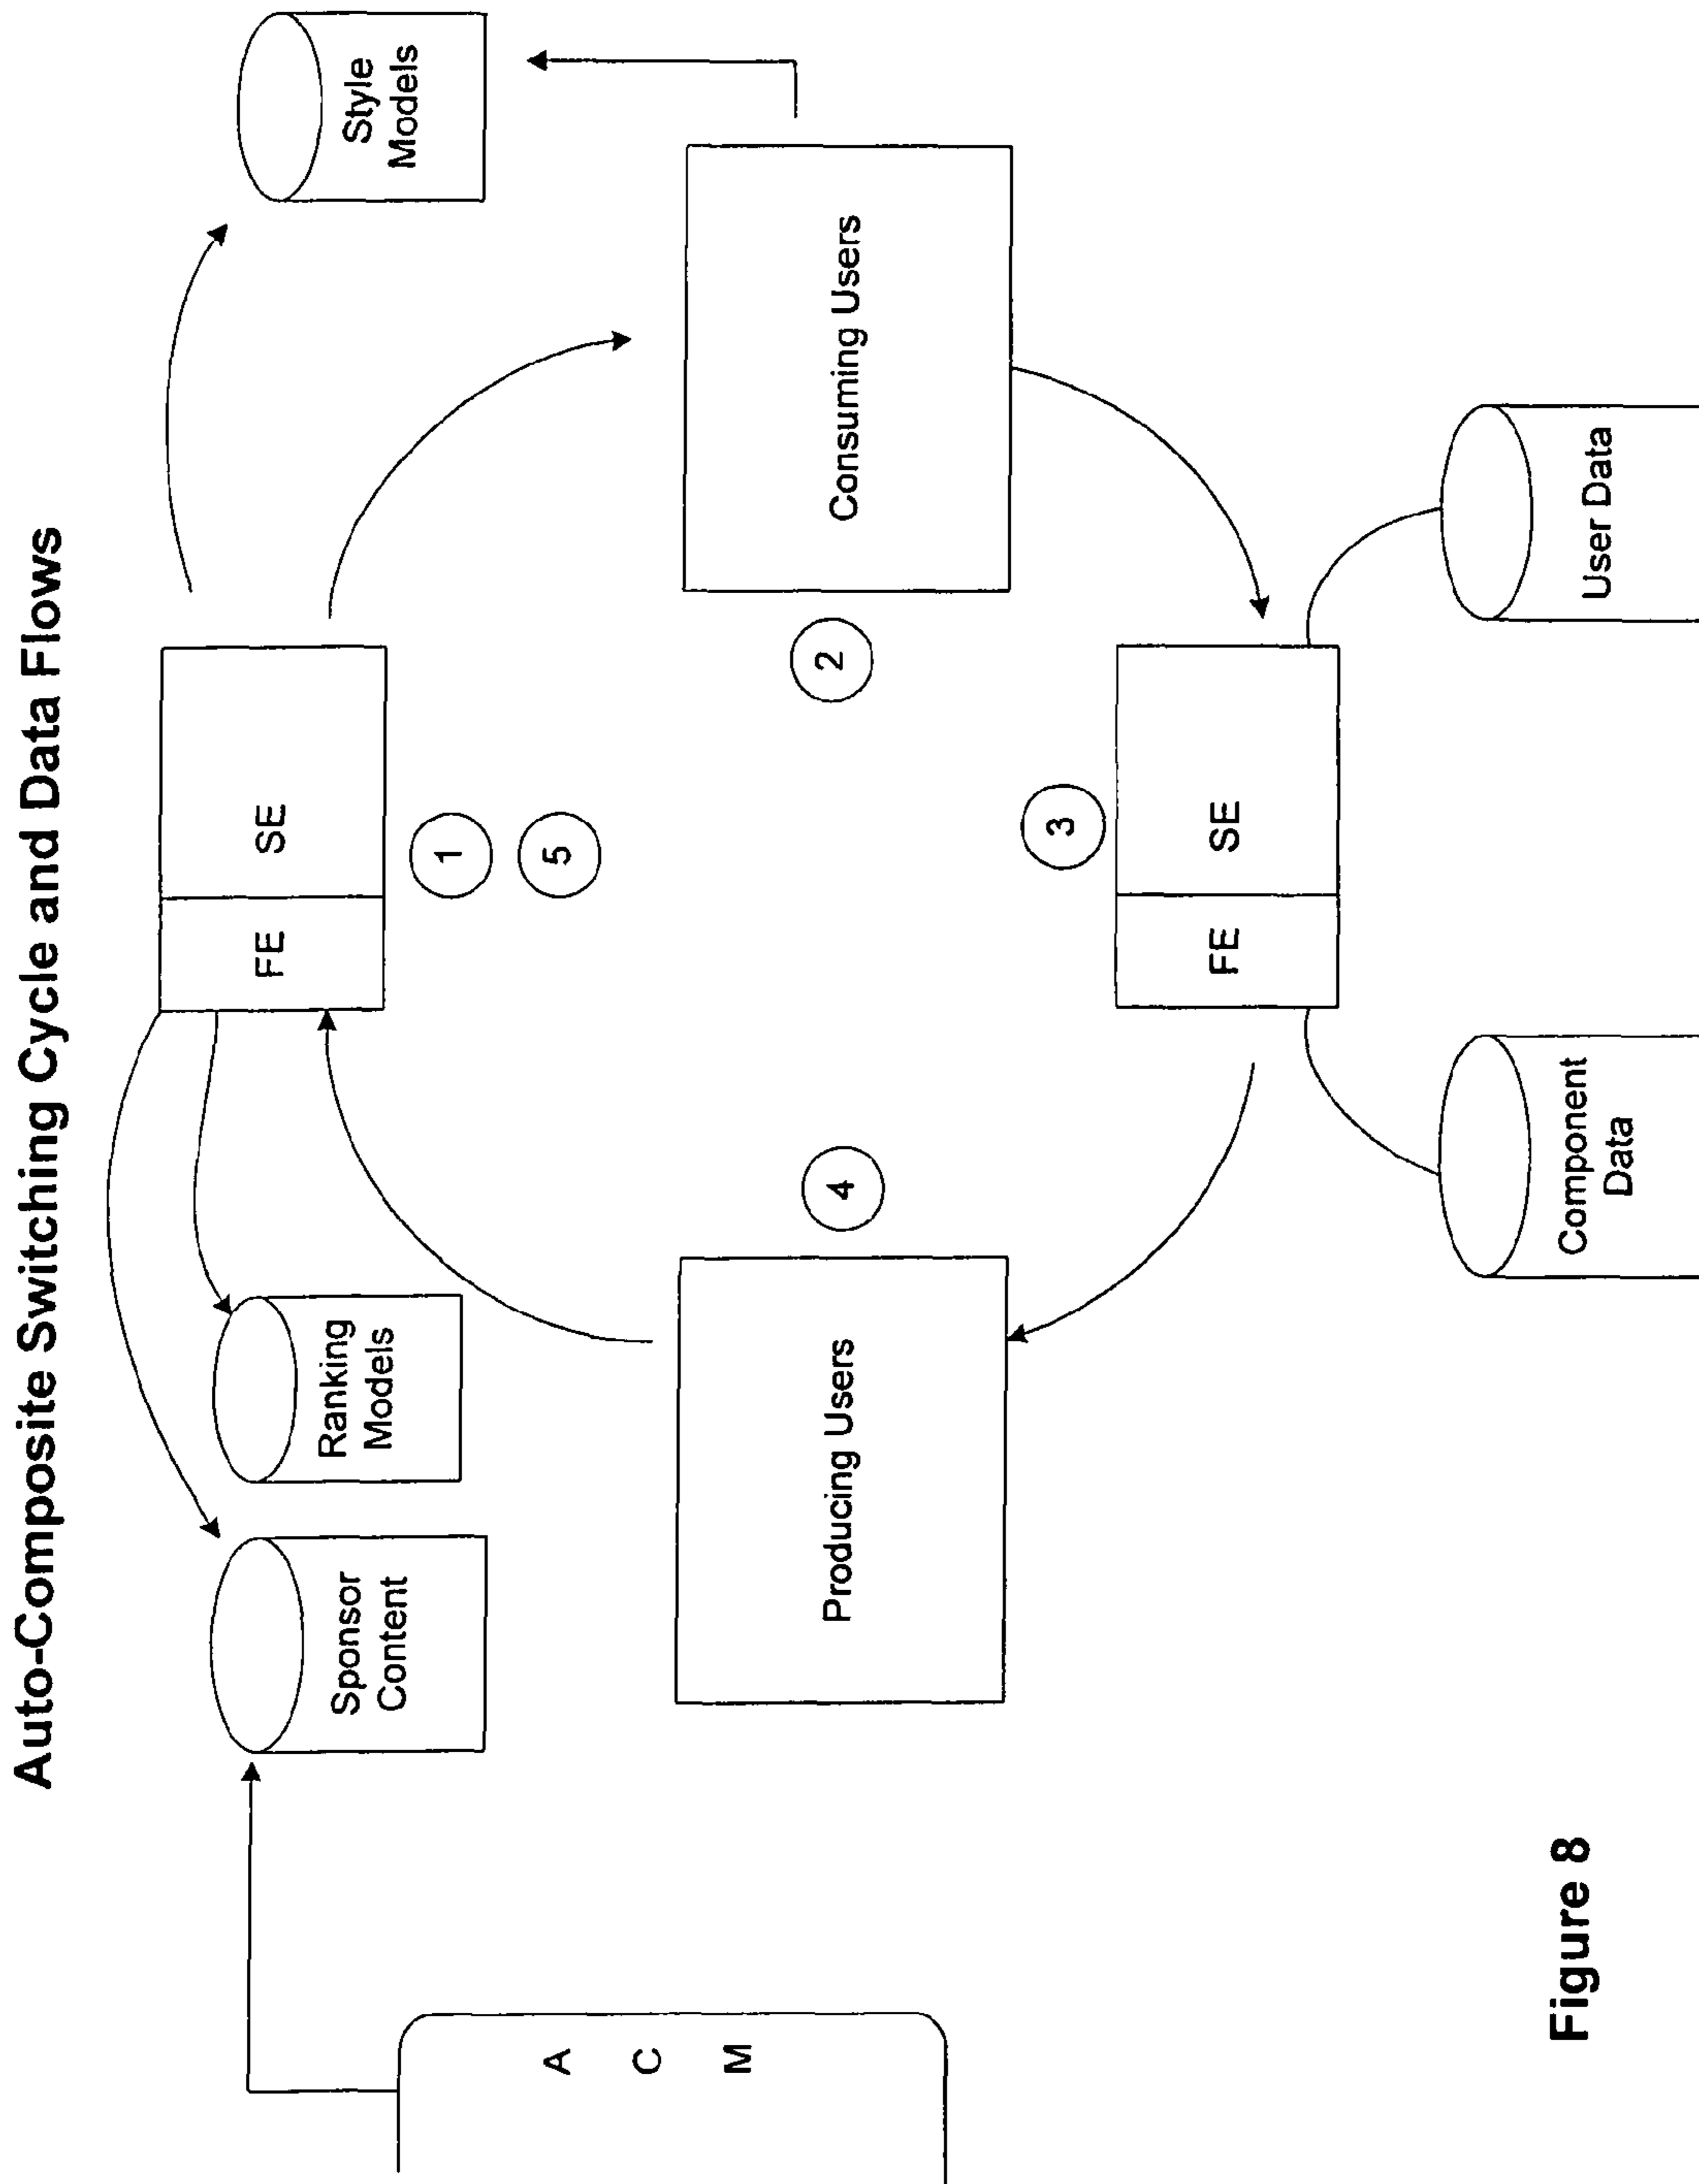 Auto-Composite Switching Cycle and Data Flows
Sponsor
Content
Ranking
Models
FE
SE
Style
Models
1
5
A
C
M
Producing Users
4
2
Consuming Users
3
FE
SE
Component
Data
User Data
Figure 8